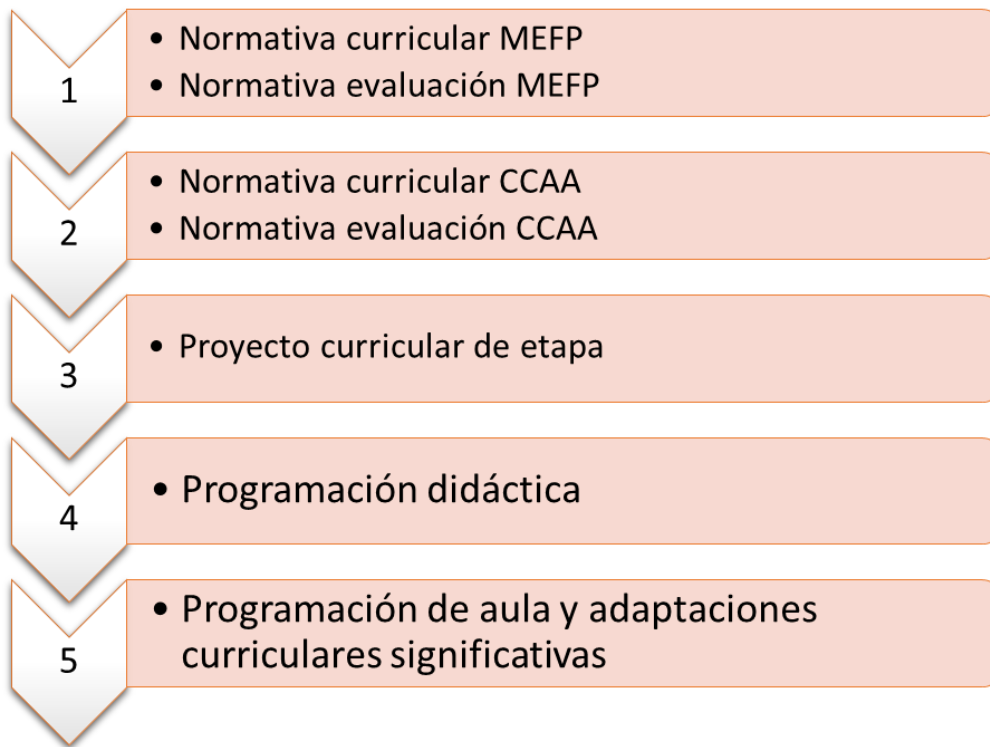 1
• Normativa curricular MEFP
• Normativa evaluación MEFP
2
• Normativa curricular CCAA
• Normativa evaluación CCAA
3
• Proyecto curricular de etapa
4
• Programación didáctica
5
• Programación de aula y adaptaciones
curriculares significativas